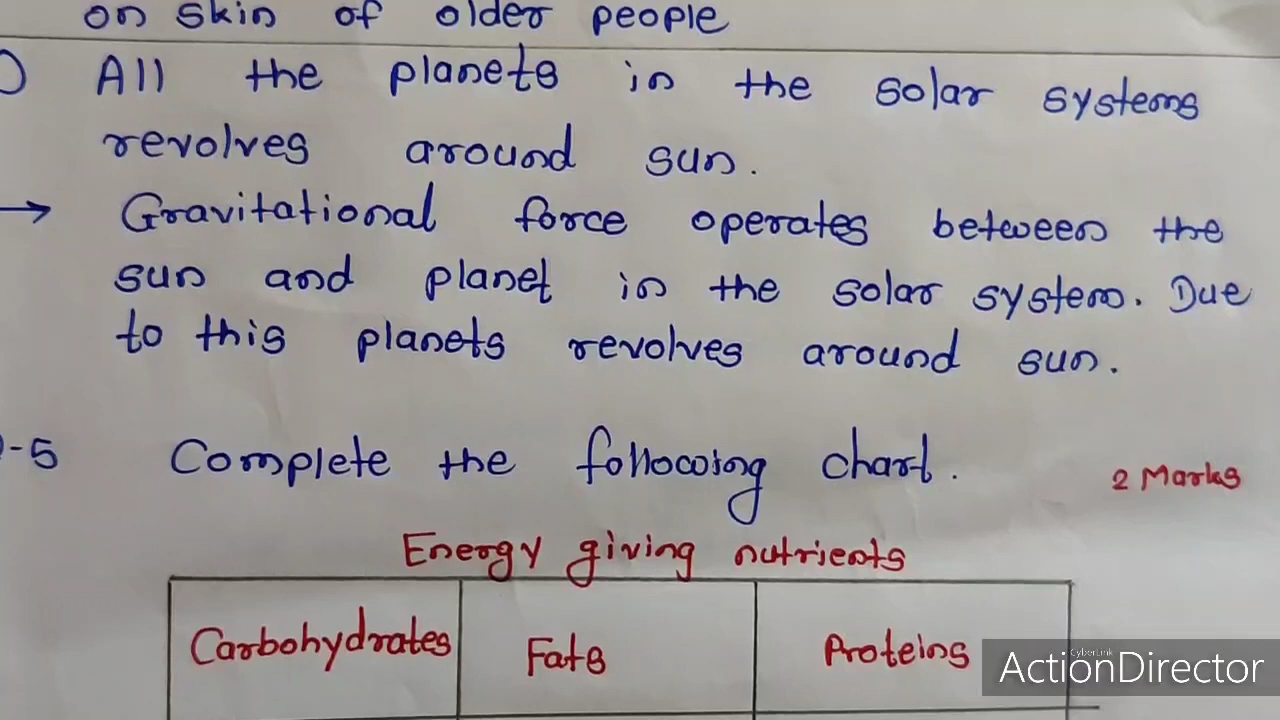 on skin of older people
All the planets in the solar systems
revolves around sun.
→ Gravitational force operates between the
sun and planet in the solar system. Due
to this planets revolves around sun.
-5 Complete the following chart.
2 Marks
Energy giving nutrients
Carbohydrates Fats Proteins
CyberLink
ActionDirector